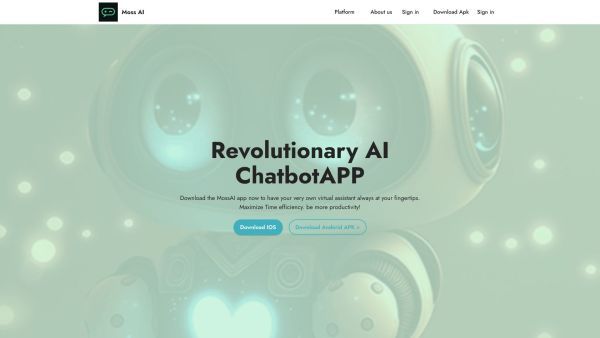 Moss AI
Platform
About us
Sign in
Download Apk
Sign in
Revolutionary AI
ChatbotAPP
Download the MossAI app now to have your very own virtual assistant always at your fingertips.
Maximize Time efficiency. be more productivity!
Download IOS
Download Android APK >